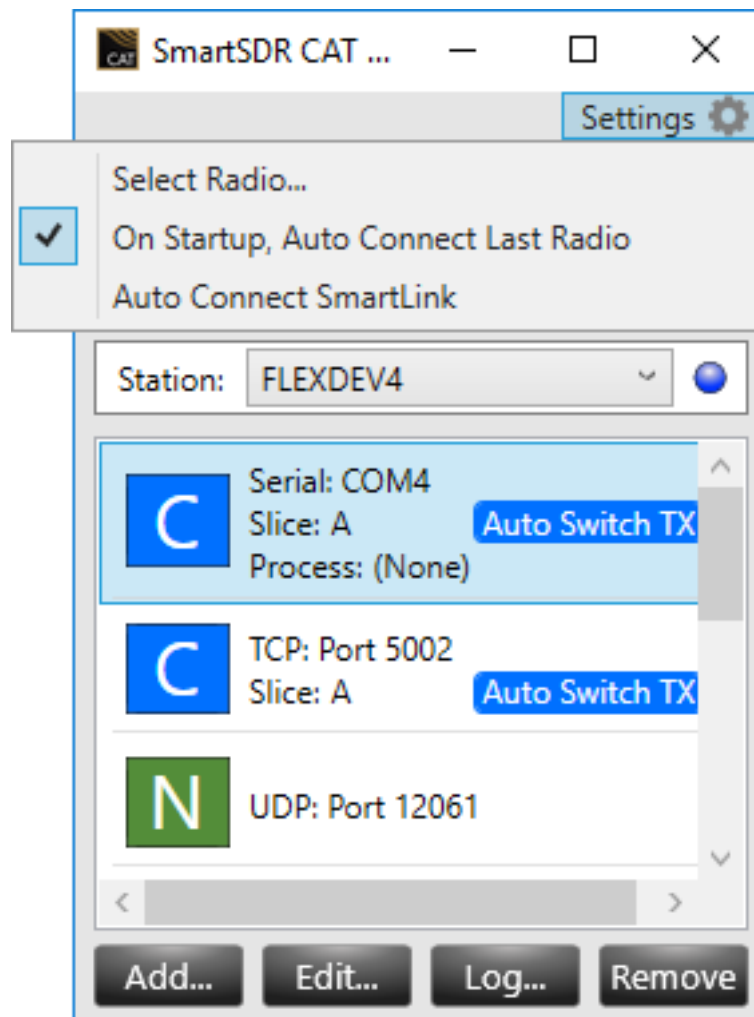 CAT SmartSDR CAT ...
Settings
Select Radio...
On Startup, Auto Connect Last Radio
Auto Connect SmartLink
Station: FLEXDEV4
C
Serial: COM4
Slice: A Auto Switch TX
Process: (None)
C
TCP: Port 5002
Slice: A Auto Switch TX
N
UDP: Port 12061
Add... Edit... Log... Remove